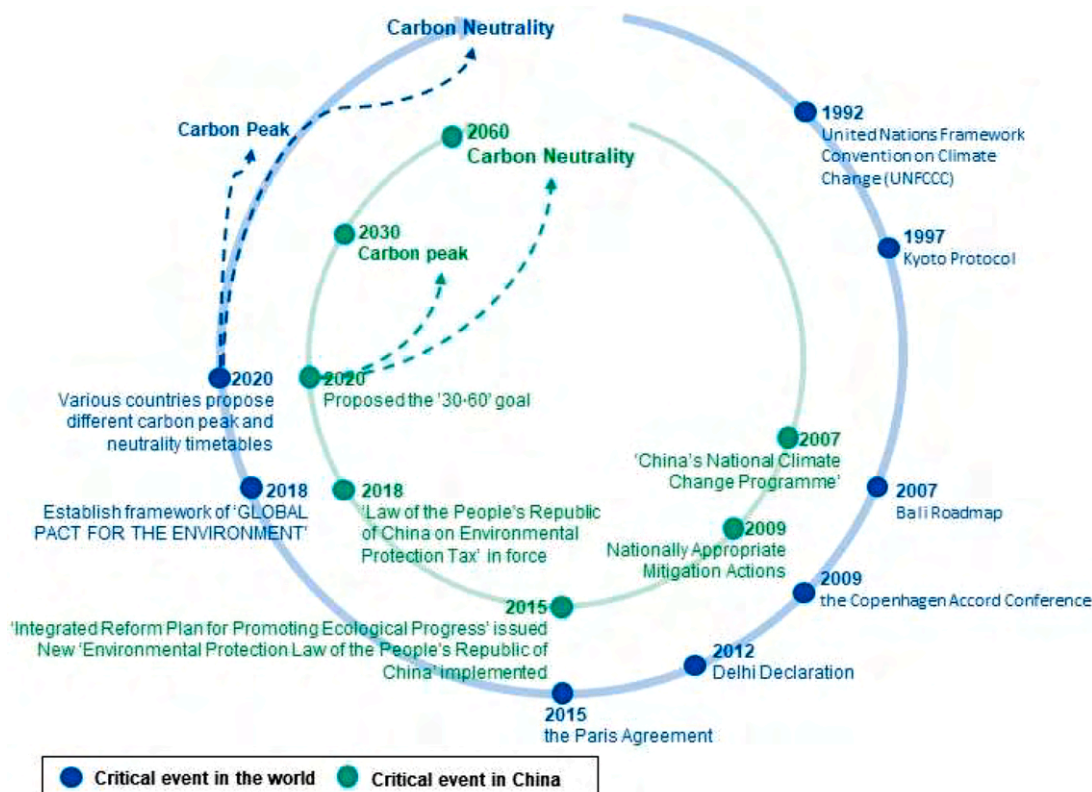 Carbon Neutrality
Carbon Peak
1992
United Nations Framework
Convention on Climate
Change (UNFCCC)
1997
Kyoto Protocol
2007
Bali Roadmap
2009
the Copenhagen Accord Conference
2012
Delhi Declaration
2015
the Paris Agreement
2018
Establish framework of ‘GLOBAL
PACT FOR THE ENVIRONMENT’
2020
Various countries propose
different carbon peak and
neutrality timetables
2060
Carbon Neutrality
2030
Carbon peak
2020
Proposed the ’30-60’ goal
2018
‘Law of the People's Republic
of China on Environmental
Protection Tax’ in force
2015
‘Integrated Reform Plan for Promoting Ecological Progress’ issued
New ‘Environmental Protection Law of the People's Republic of
China’ implemented
2009
Nationally Appropriate
Mitigation Actions
2007
‘China’s National Climate
Change Programme’
Critical event in the world
Critical event in China